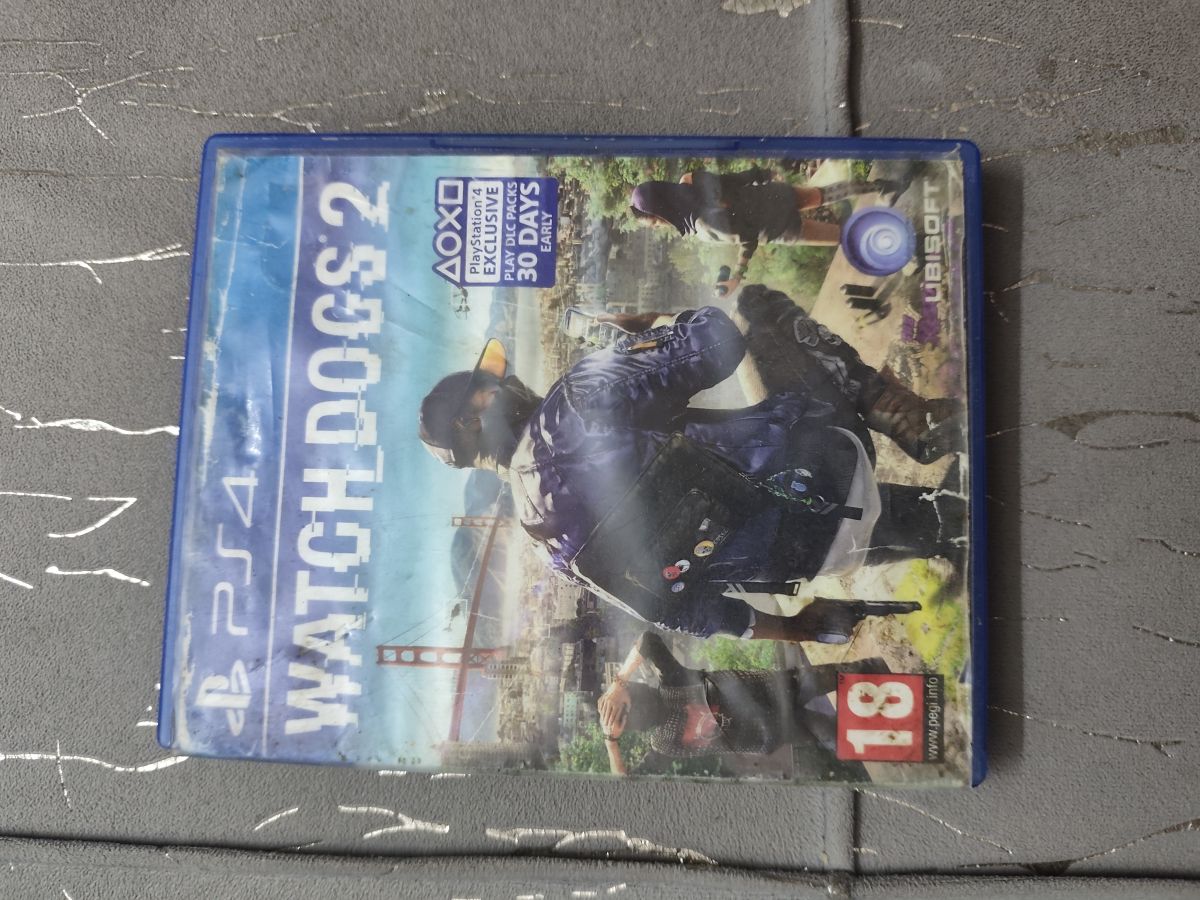 PS4
WATCH DOGS 2
PlayStation®4
EXCLUSIVE
PLAY DLC PACKS
30 DAYS
EARLY
18
www.pegi.info
UBISOFT